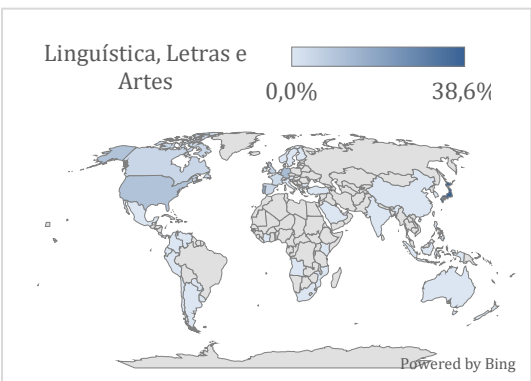 Linguística, Letras e
Artes
0,0%
38,6%
Powered by Bing